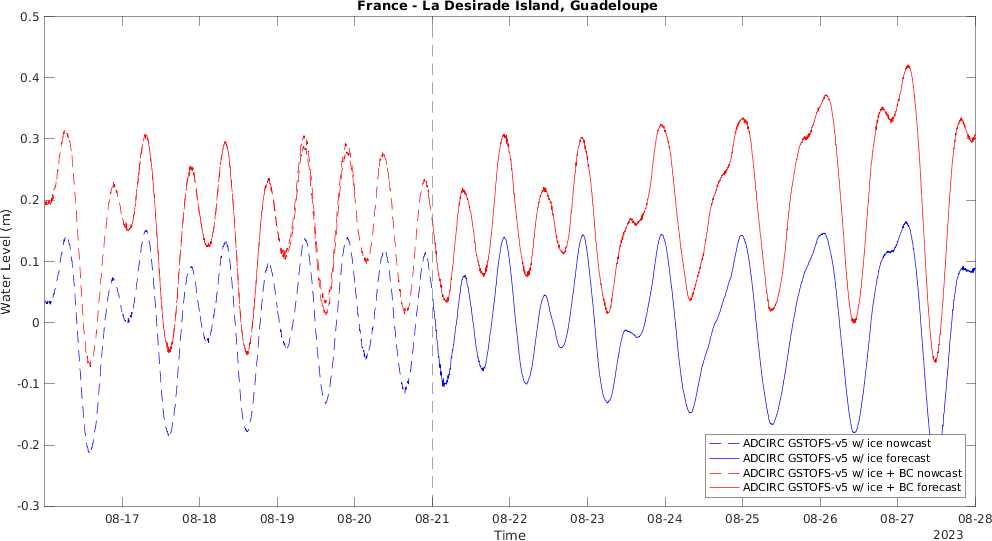 France - La Desirade Island, Guadeloupe
0.5
0.4
0.3
0.2
0.1
0
-0.1
-0.2
-0.3
Water Level (m)
ADCIRC GSTOFS-v5 w/ ice nowcast
ADCIRC GSTOFS-v5 w/ ice forecast
ADCIRC GSTOFS-v5 w/ ice + BC nowcast
ADCIRC GSTOFS-v5 w/ ice + BC forecast
08-17 08-18 08-19 08-20 08-21 08-22 08-23 08-24 08-25 08-26 08-27 08-28
Time
2023